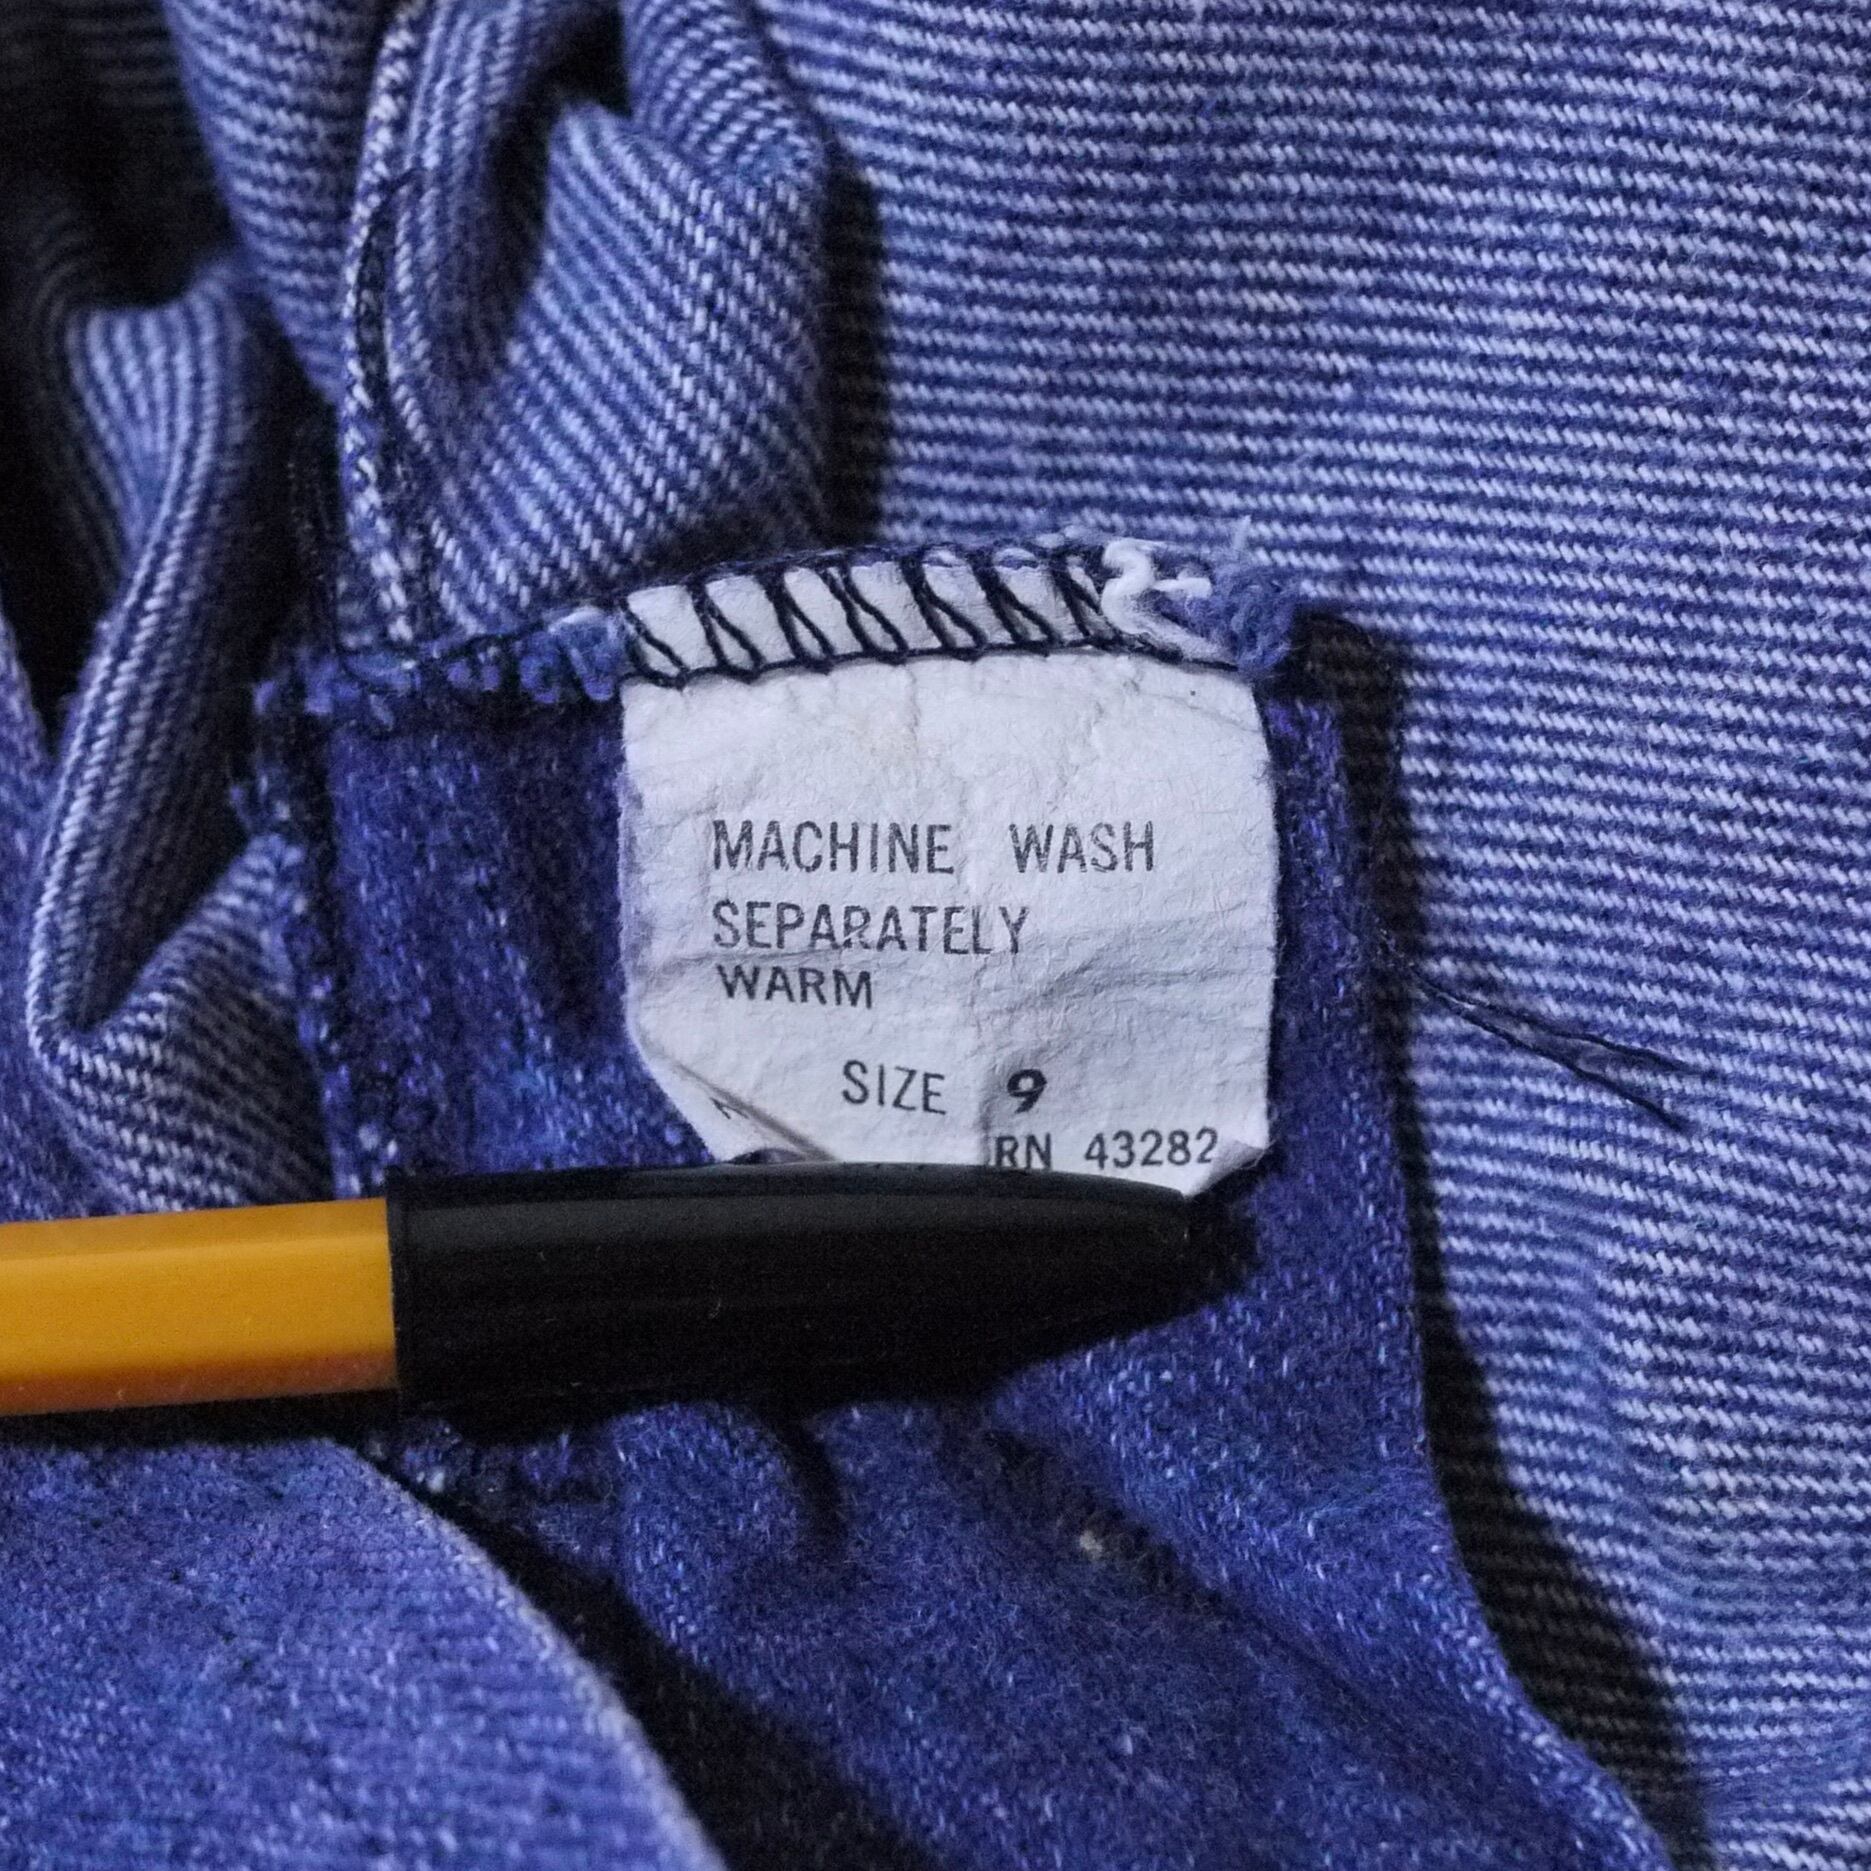 MACHINE WASH
SEPARATELY
WARM
SIZE 9
RN 43282